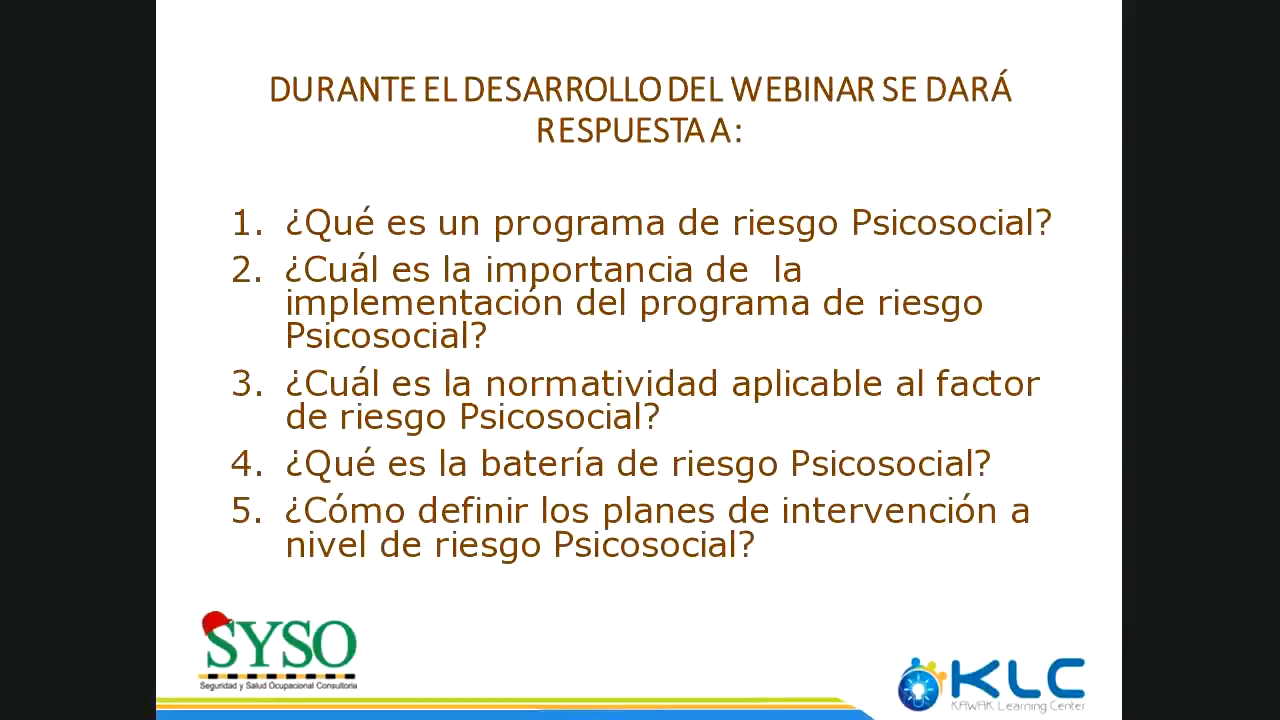 DURANTE EL DESARROLLO DEL WEBINAR SE DARÁ
RESPUESTA A:
1. ¿Qué es un programa de riesgo Psicosocial?
2. ¿Cuál es la importancia de  la
implementación del programa de riesgo
Psicosocial?
3. ¿Cuál es la normatividad aplicable al factor
de riesgo Psicosocial?
4. ¿Qué es la batería de riesgo Psicosocial?
5. ¿Cómo definir los planes de intervención a
nivel de riesgo Psicosocial?
SYSO
Seguridad y Salud Ocupacional Consultoria
KLC
KAWAK Learning Center